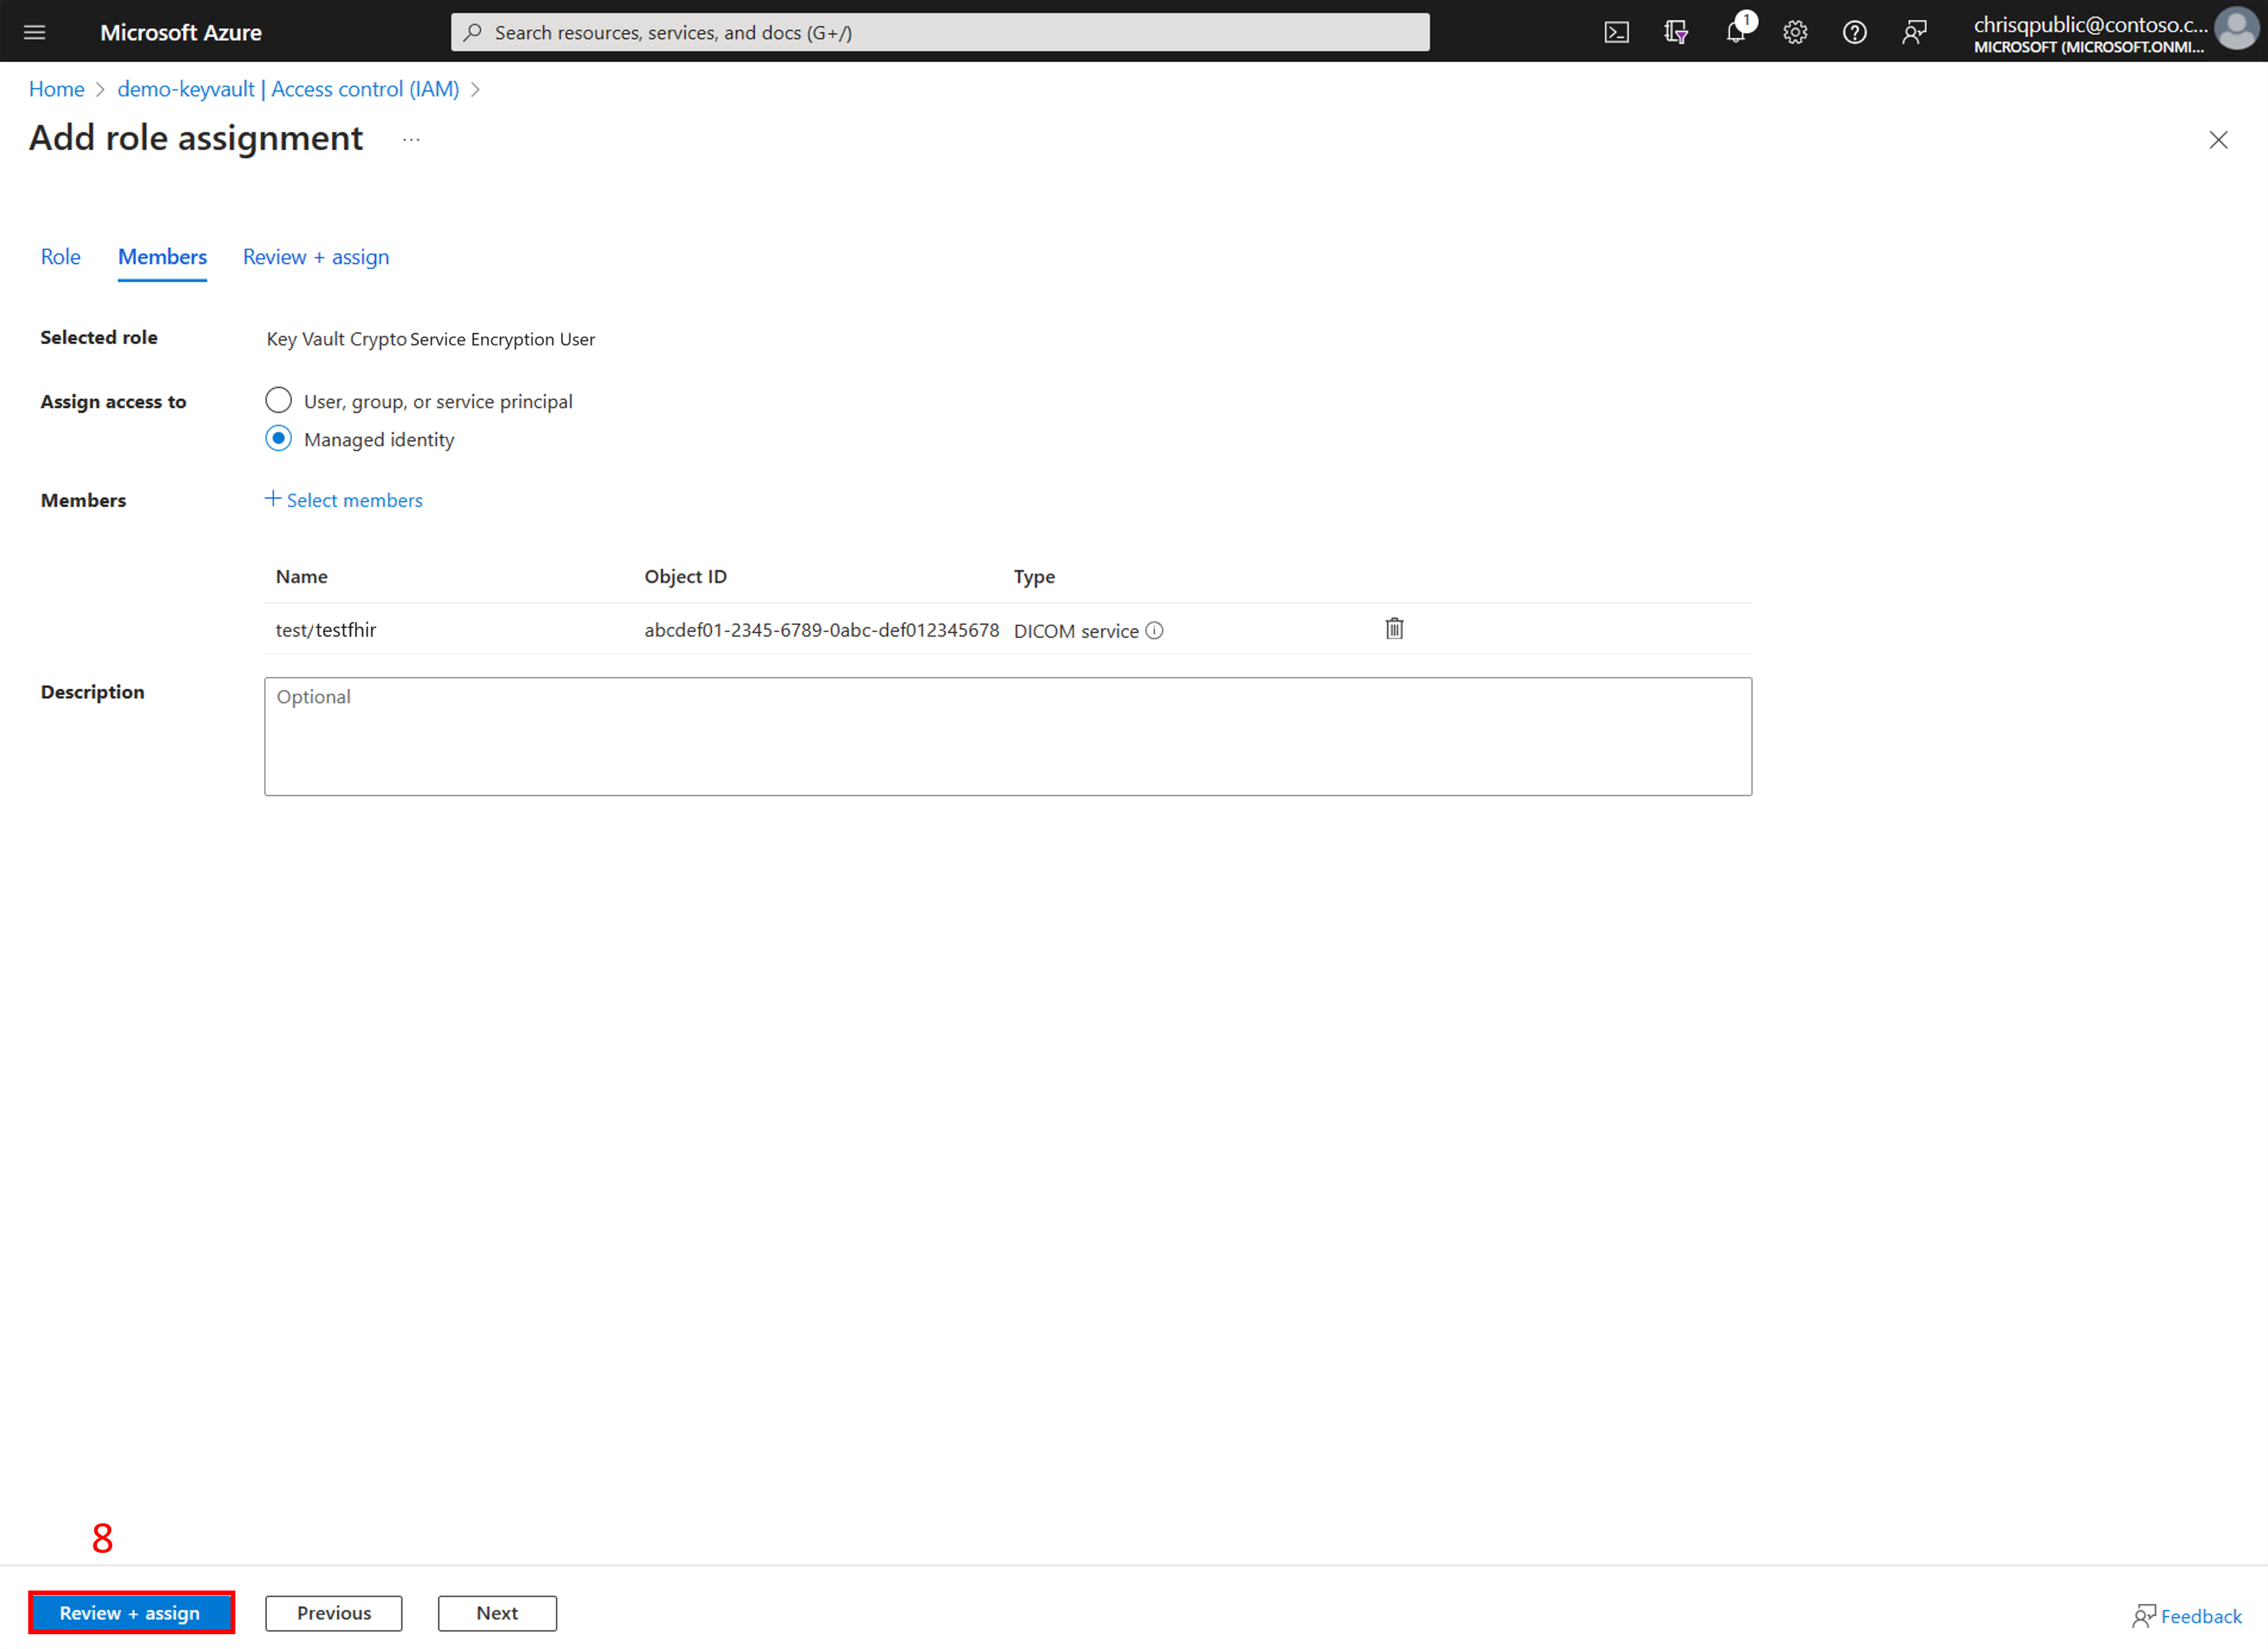 Microsoft Azure
Search resources, services, and docs (G+/)
1
chrisqpublic@contoso.c...
MICROSOFT (MICROSOFT.ONMI...
Home > demo-keyvault | Access control (IAM) >
Add role assignment ...
Role Members Review + assign
Selected role Key Vault Crypto Service Encryption User
Assign access to User, group, or service principal
Managed identity
Members + Select members
Name Object ID Type
test/testfhir abcdef01-2345-6789-0abc-def012345678 DICOM service
Description Optional
8
Review + assign Previous Next Feedback